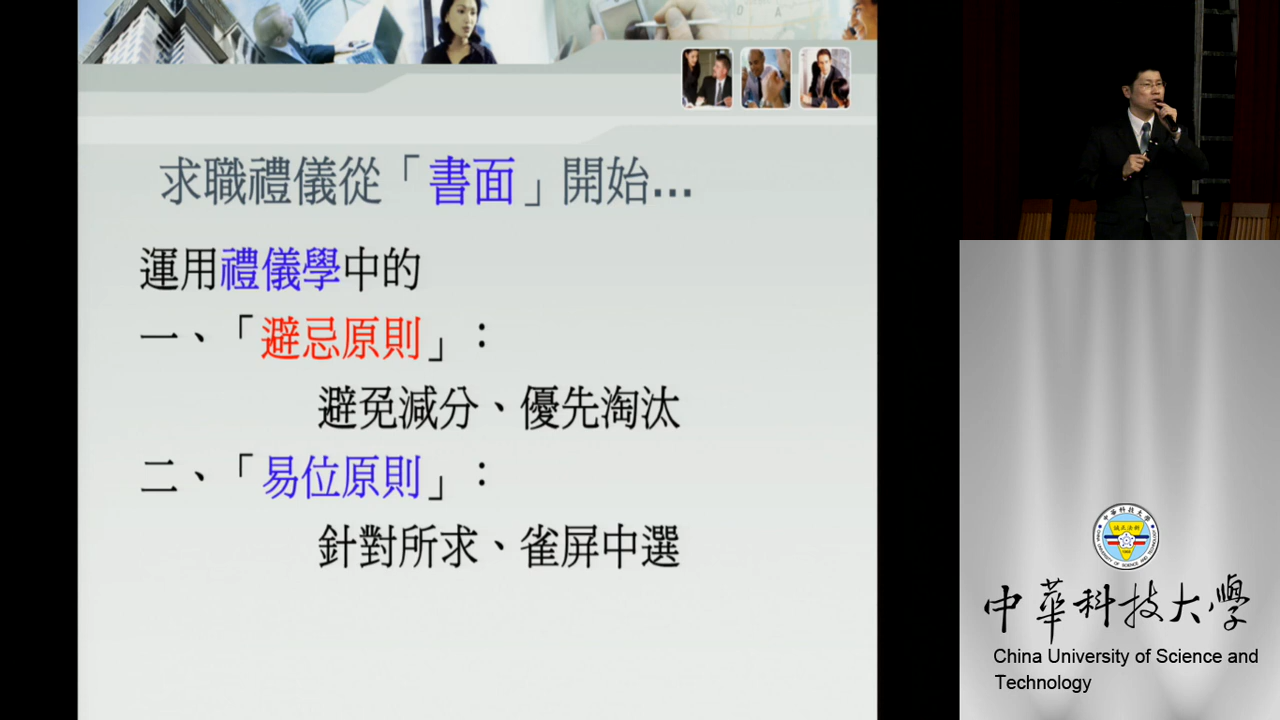 求職禮儀從「書面」開始...
運用禮儀學中的
一、「避忌原則」：
避免減分、優先淘汰
二、「易位原則」：
針對所求、雀屏中選
中華科技大學
China University of Science and
Technology